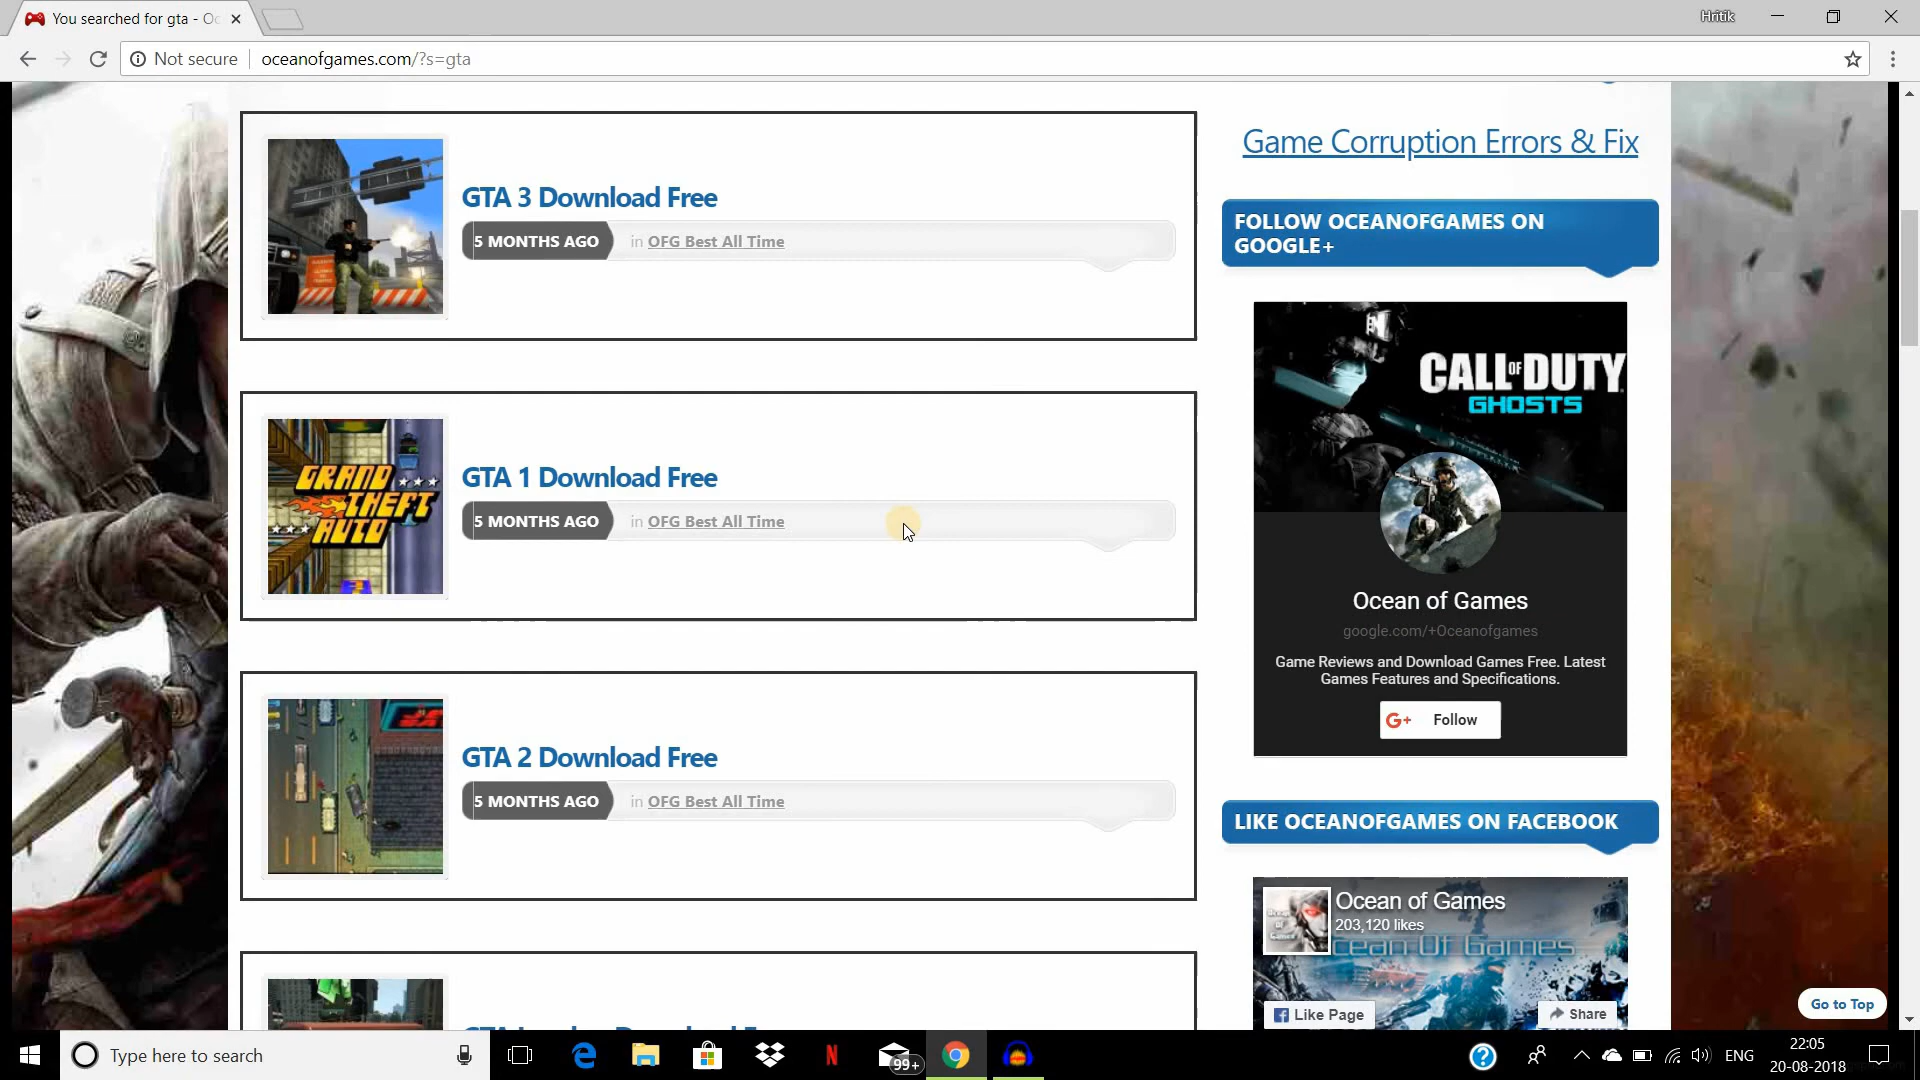 You searched for gta - Oc
Hritik
Not secure
oceanofgames.com/?s=gta
GTA 3 Download Free
5 MONTHS AGO
in OFG Best All Time
GRAND
THEFT
AUTO
GTA 1 Download Free
5 MONTHS AGO
in OFG Best All Time
GTA 2 Download Free
5 MONTHS AGO
in OFG Best All Time
Game Corruption Errors & Fix
FOLLOW OCEANOFGAMES ON
GOOGLE+
CALL OF DUTY
GHOSTS
Ocean of Games
google.com/+Oceanofgames
Game Reviews and Download Games Free. Latest
Games Features and Specifications.
G+ Follow
LIKE OCEANOFGAMES ON FACEBOOK
Ocean of Games
203,120 likes
cean Of Games
Like Page
Share
Go to Top
Type here to search
99+
ENG
22:05
20-08-2018